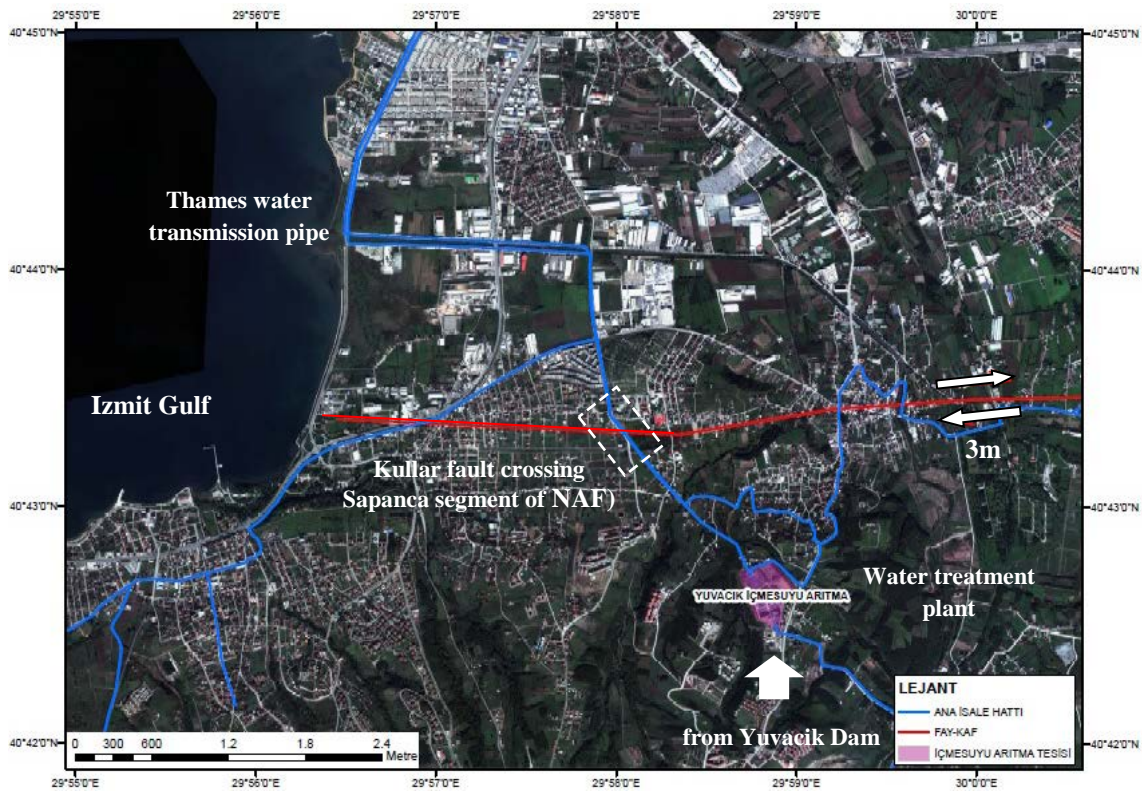 29°55'0"E 29°56'0"E 29°57'0"E 29°58'0"E 29°59'0"E 30°0'0"E
40°45'0"N 40°45'0"N
Thames water
transmission pipe
40°44'0"N 40°44'0"N
Izmit Gulf
3m
Kullar fault crossing
Sapanca segment of NAF)
40°43'0"N 40°43'0"N
Water treatment
plant
YUVACIK İÇMESUYU ARITMA
from Yuvacik Dam
LEJANT
ANA İSALE HATTI
FAY-KAF
İÇMESUYU ARITMA TESİSİ
0 300 600 1.2 1.8 2.4
Metre
40°42'0"N 40°42'0"N
29°55'0"E 29°56'0"E 29°57'0"E 29°58'0"E 29°59'0"E 30°0'0"E